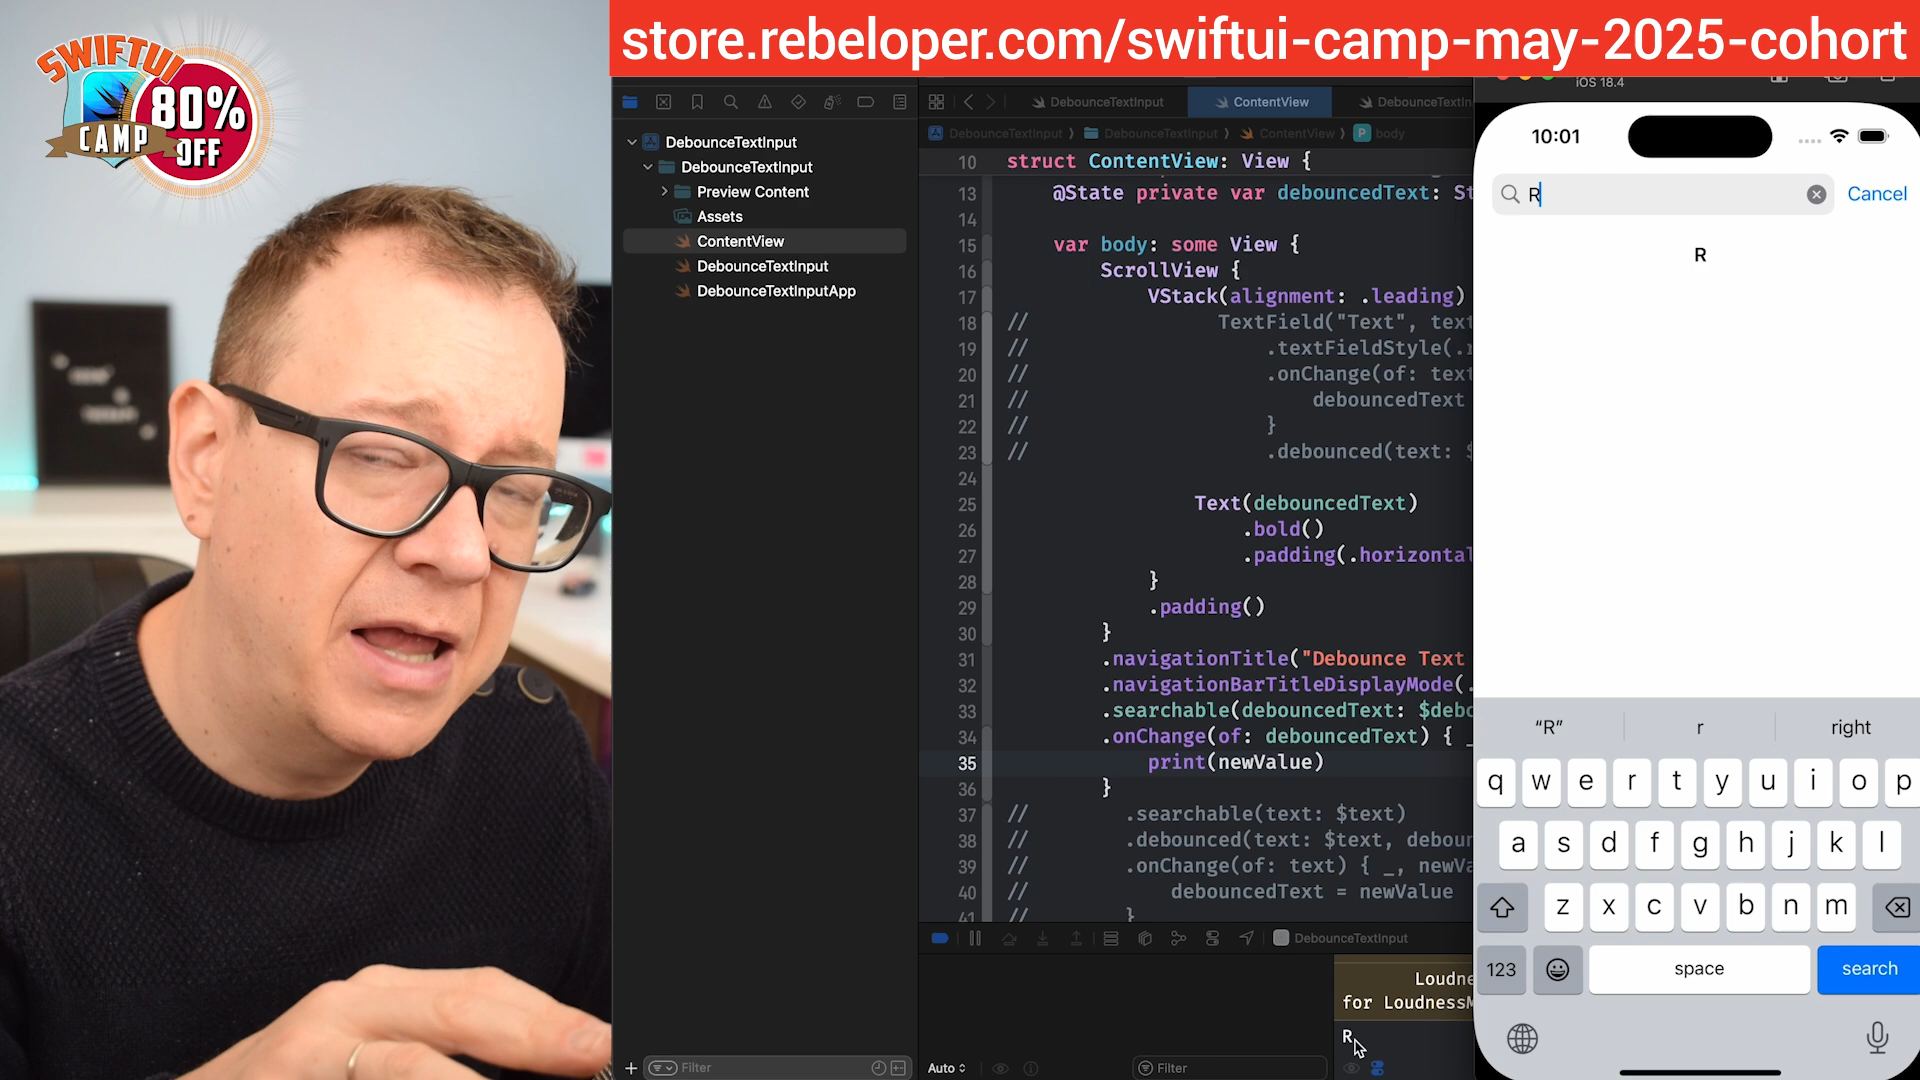 store.rebeloper.com/swiftui-camp-may-2025-cohort
SWIFTUI
CAMP
80%
OFF
iOS 18.4
DebounceTextInput
DebounceTextInput
Preview Content
Assets
ContentView
DebounceTextInput
DebounceTextInputApp
Filter
DebounceTextInput
ContentView
DebounceTextIn
DebounceTextInput
DebounceTextInput
ContentView
P body
10 struct ContentView: View {
13 @State private var debouncedText: St
14
15 var body: some View {
16 ScrollView {
17 VStack(alignment: .leading)
18 // TextField("Text", text
19 // .textFieldStyle(.r
20 // .onChange(of: text
21 // debouncedText
22 // }
23 // .debounced(text: $
24
25 Text(debouncedText)
26 .bold()
27 .padding(.horizontal
28 }
29 .padding()
30 }
31 .navigationTitle("Debounce Text
32 .navigationBarTitleDisplayMode(.
33 .searchable(debouncedText: $debo
34 .onChange(of: debouncedText) { _
35 print(newValue)
36 }
37 // .searchable(text: $text)
38 // .debounced(text: $text, deboun
39 // .onChange(of: text) { _, newVa
40 // debouncedText = newValue
41 // }
DebounceTextInput
Loudne
for LoudnessM
R
Auto
Filter
10:01
R
Cancel
R
“R”
r
right
q w e r t y u i o p
a s d f g h j k l
z x c v b n m
123
space
search